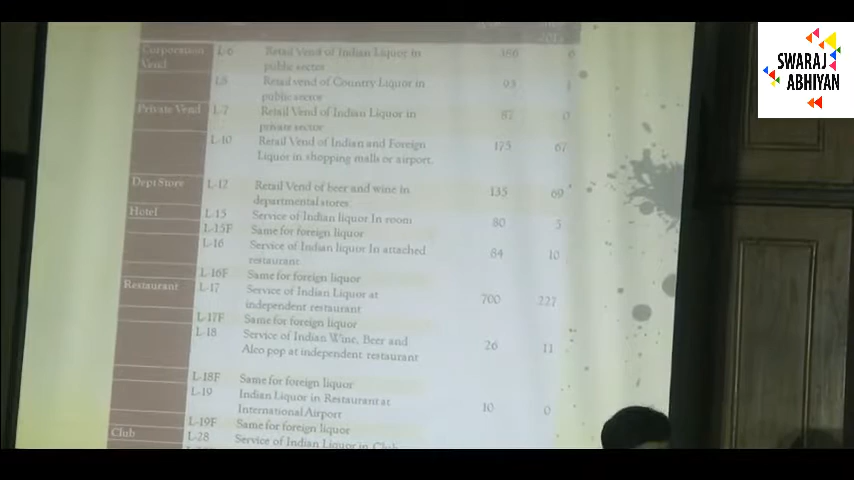 SWARAJ
ABHIYAN
Corporation L-6 Retail Vend of Indian Liquor in 386 6
Vend public sector
L8 Retail vend of Country Liquor in 93 1
public sector
Private Vend L-7 Retail Vend of Indian Liquor in 87 0
private sector
L-10 Retail Vend of Indian and Foreign 175 67
Liquor in shopping malls or airport.
Dept Store L-12 Retail Vend of beer and wine in 135 69
departmental stores
Hotel L-15 Service of Indian liquor In room 80 5
L-15F Same for foreign liquor
L-16 Service of Indian liquor In attached 84 10
restaurant
L-16F Same for foreign liquor
Restaurant L-17 Service of Indian Liquor at 700 227
independent restaurant
L-17F Same for foreign liquor
L-18 Service of Indian Wine, Beer and 26 11
Alco pop at independent restaurant
L-18F Same for foreign liquor
L-19 Indian Liquor in Restaurant at 10 0
International Airport
L-19F Same for foreign liquor
Club L-28 Service of Indian Liquor in Club